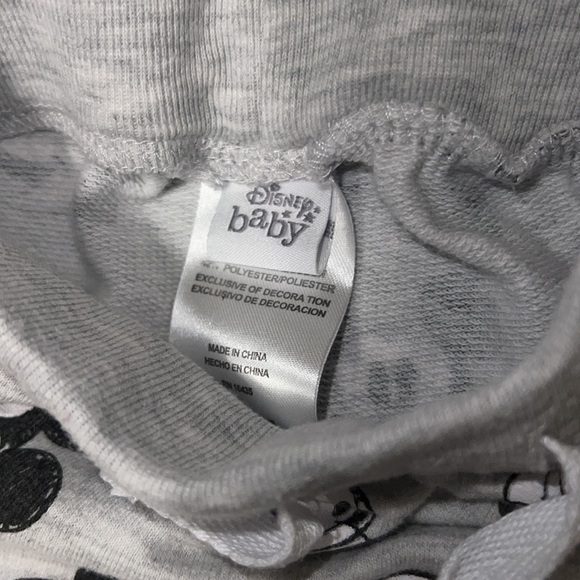 Disney
baby
POLYESTER/POLIESTER
EXCLUSIVE OF DECORATION
EXCLUSIVO DE DECORACION
MADE IN CHINA
HECHO EN CHINA